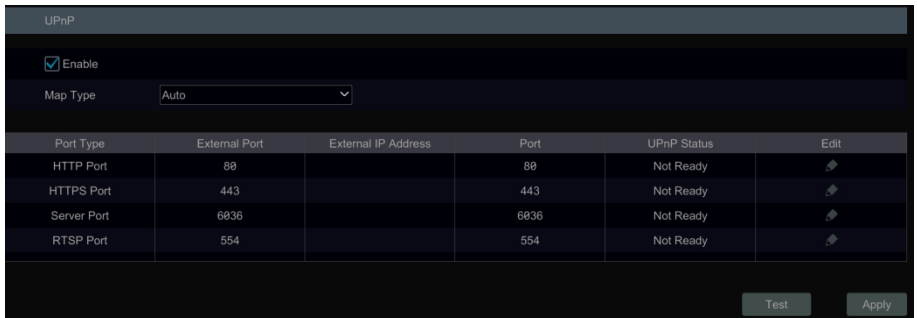 UPnP
Enable
Map Type Auto
Port Type External Port External IP Address Port UPnP Status Edit
HTTP Port 80 80 Not Ready
HTTPS Port 443 443 Not Ready
Server Port 6036 6036 Not Ready
RTSP Port 554 554 Not Ready
Test Apply